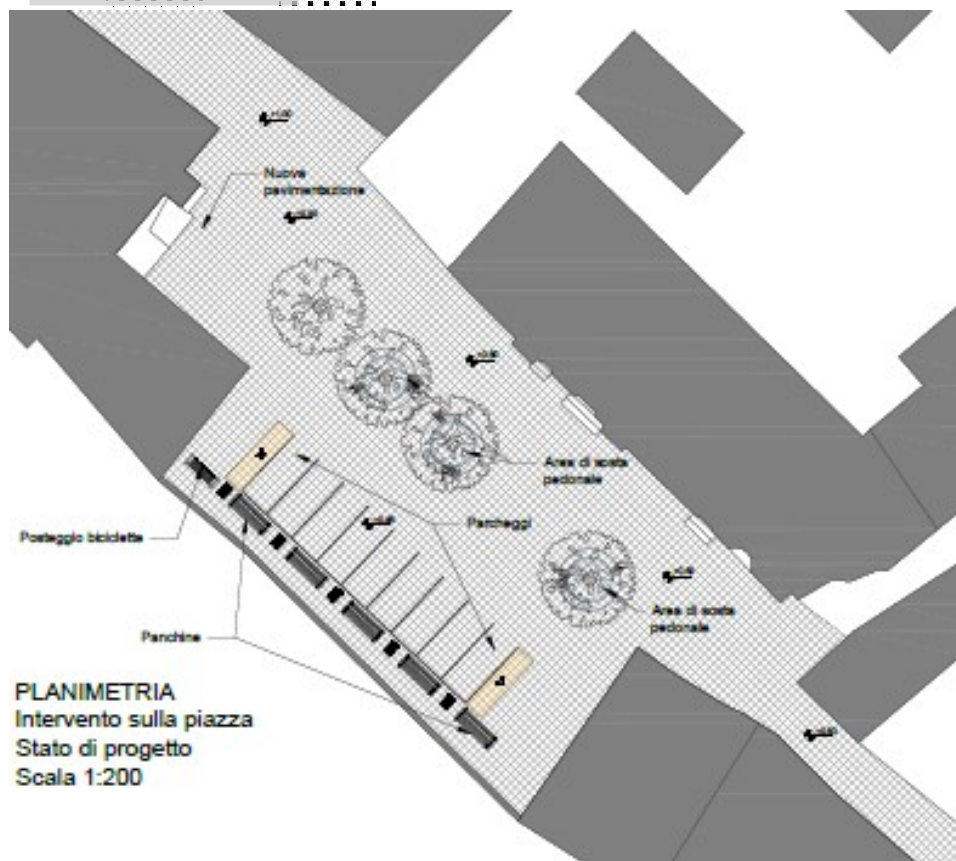 Nuova
pavimentazione
Area di sosta
pedonale
Parcheggi
Posteggio biciclette
Area di sosta
pedonale
Panchine
PLANIMETRIA
Intervento sulla piazza
Stato di progetto
Scala 1:200